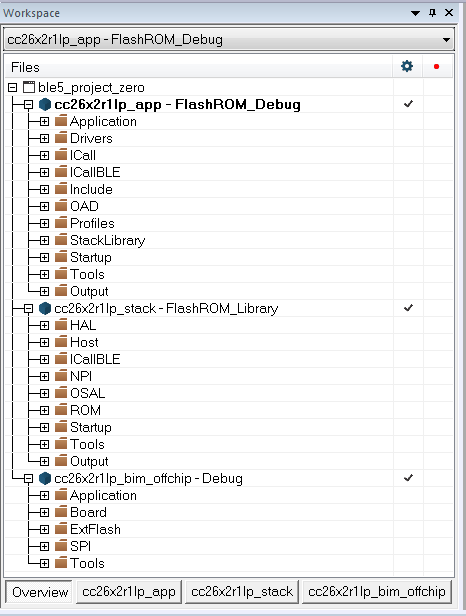 Workspace
cc26x2r1lp_app - FlashROM_Debug
Files
ble5_project_zero
cc26x2r1lp_app - FlashROM_Debug
Application
Drivers
ICall
ICallBLE
Include
OAD
Profiles
StackLibrary
Startup
Tools
Output
cc26x2r1lp_stack - FlashROM_Library
HAL
Host
ICallBLE
NPI
OSAL
ROM
Startup
Tools
Output
cc26x2r1lp_bim_offchip - Debug
Application
Board
ExtFlash
SPI
Tools
Overview cc26x2r1lp_app cc26x2r1lp_stack cc26x2r1lp_bim_offchip